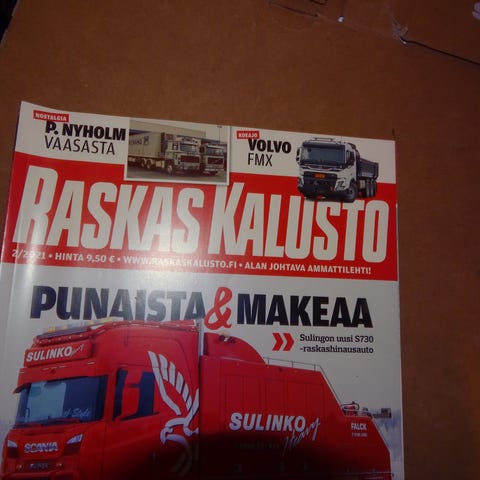 NOSTALGIA
P. NYHOLM
VAASASTA
KOEAJO
VOLVO
FMX
RASKAS KALUSTO
2/2021 • HINTA 9,50 € • WWW.RASKASKALUSTO.FI • ALAN JOHTAVA AMMATTILEHTI!
PUNAISTA & MAKEAA
Sulingon uusi S730
-raskashinausauto
SULINKO
SULINKO
Heavy
FALCK
SCANIA